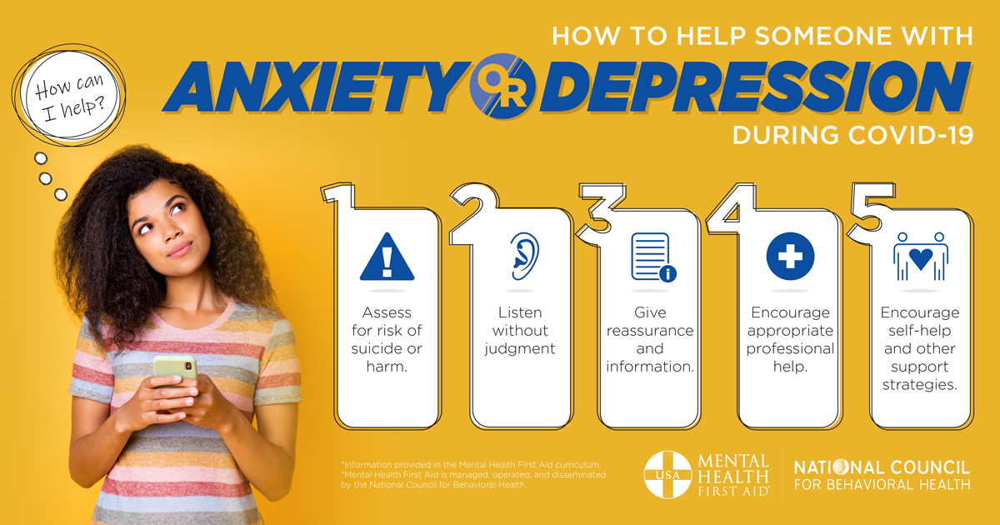 How can
I help?
HOW TO HELP SOMEONE WITH
ANXIETY OR DEPRESSION
DURING COVID-19
1
Assess
for risk of
suicide or
harm.
2
Listen
without
judgment
3
Give
reassurance
and
information.
4
Encourage
appropriate
professional
help.
5
Encourage
self-help
and other
support
strategies.
*Information provided in the Mental Health First Aid curriculum.
*Mental Health First Aid is managed, operated, and disseminated
by the National Council for Behavioral Health.
USA
MENTAL
HEALTH
FIRST AID®
NATIONAL COUNCIL
FOR BEHAVIORAL HEALTH